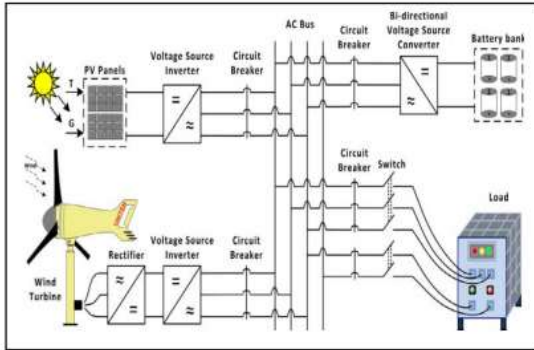 AC Bus
Circuit
Breaker
Bi-directional
Voltage Source
Converter
Battery bank
Voltage Source
Inverter
Circuit
Breaker
PV Panels
T
G
Circuit
Breaker
Switch
Load
Wind
Rectifier
Voltage Source
Inverter
Circuit
Breaker
Wind
Turbine